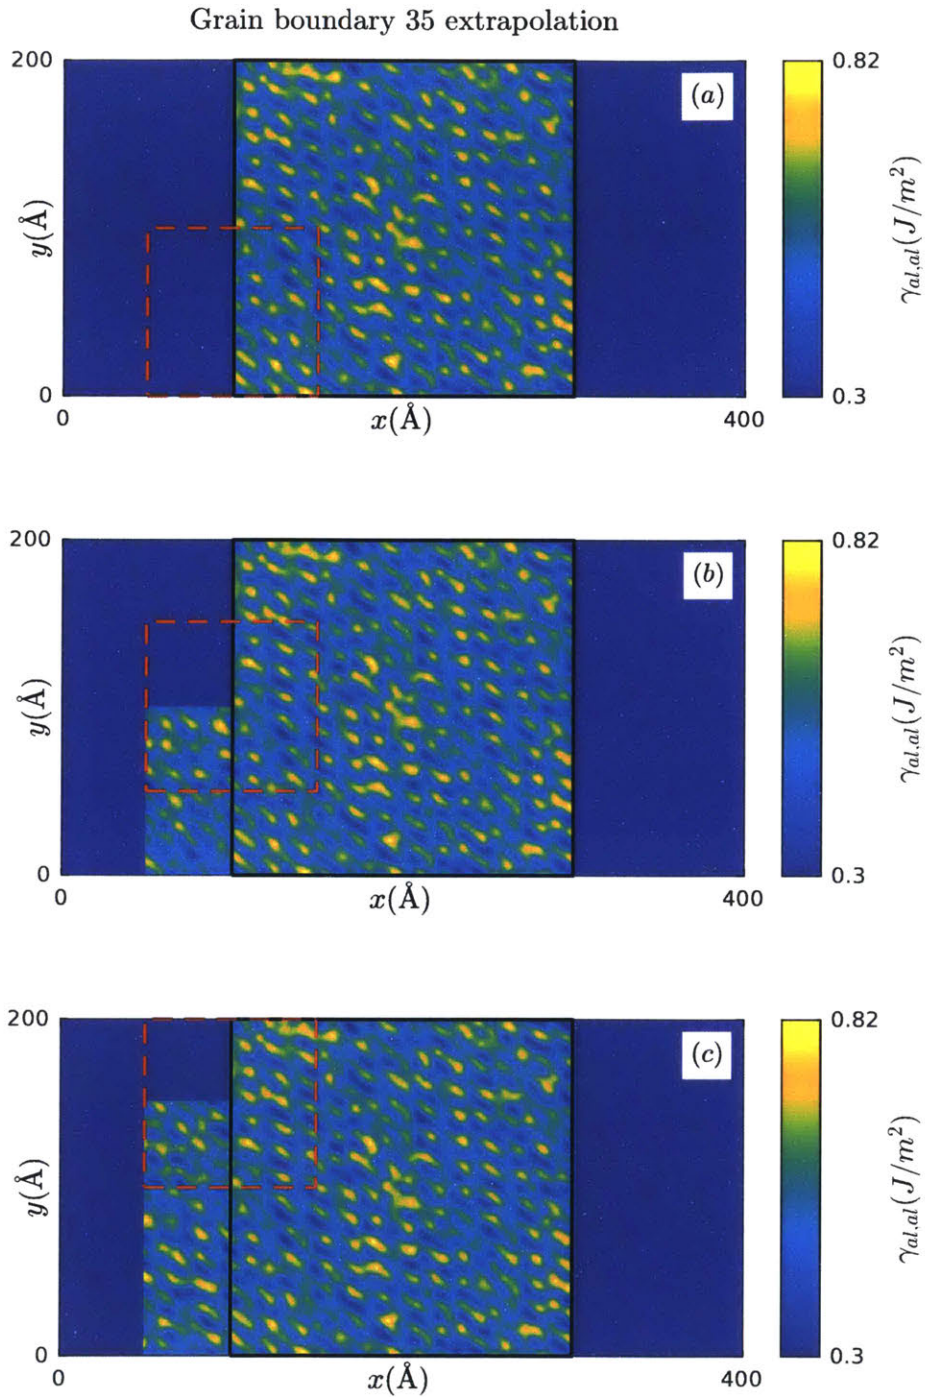 Grain boundary 35 extrapolation
200
(a)
0.82
y(Å)
γal,al(J/m²)
0
0.3
0
x(Å)
400
200
(b)
0.82
y(Å)
γal.al(J/m²)
0
0.3
0
x(Å)
400
200
(c)
0.82
y(Å)
γal.al(J/m²)
0
0.3
0
x(Å)
400